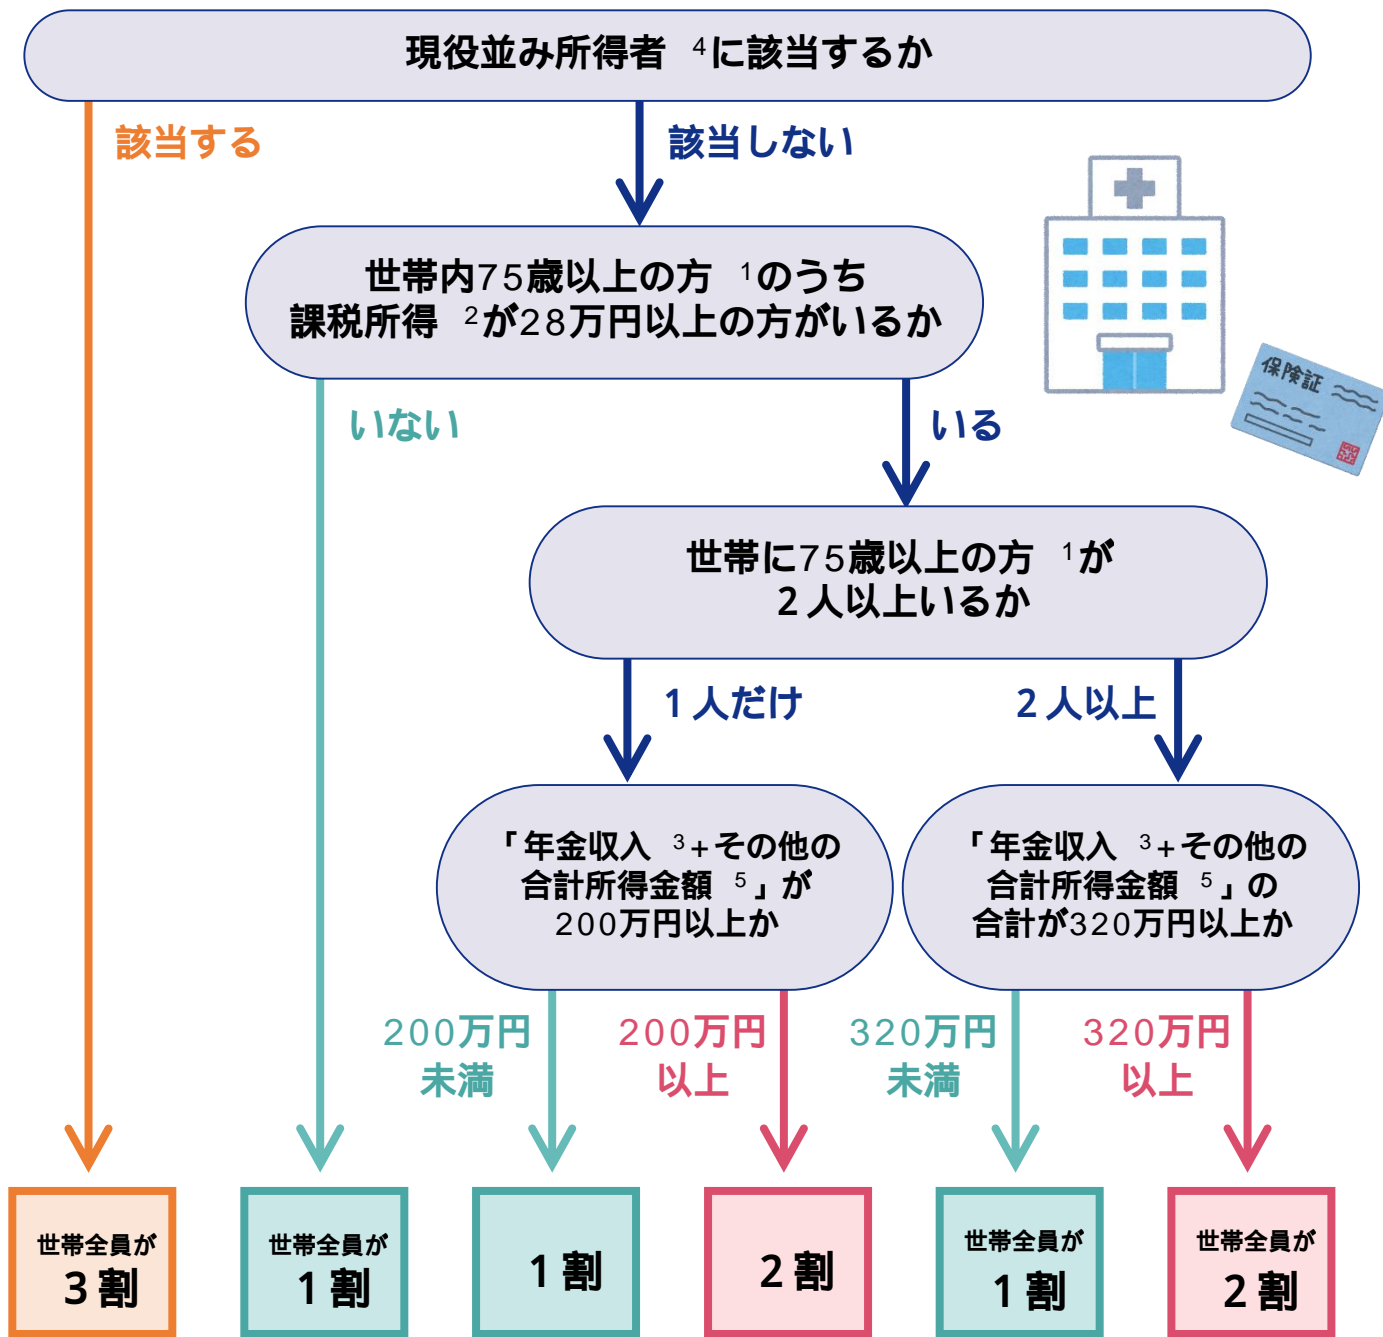 現役並み所得者 4に該当するか
該当する
該当しない
世帯内75歳以上の方 1のうち
課税所得 2が28万円以上の方がいるか
保険証
いない
いる
世帯に75歳以上の方 1が
2人以上いるか
1人だけ
2人以上
「年金収入 3+その他の
合計所得金額 5」が
200万円以上か
「年金収入 3+その他の
合計所得金額 5」の
合計が320万円以上か
200万円
未満
200万円
以上
320万円
未満
320万円
以上
世帯全員が
3割
世帯全員が
1割
1割
2割
世帯全員が
1割
世帯全員が
2割